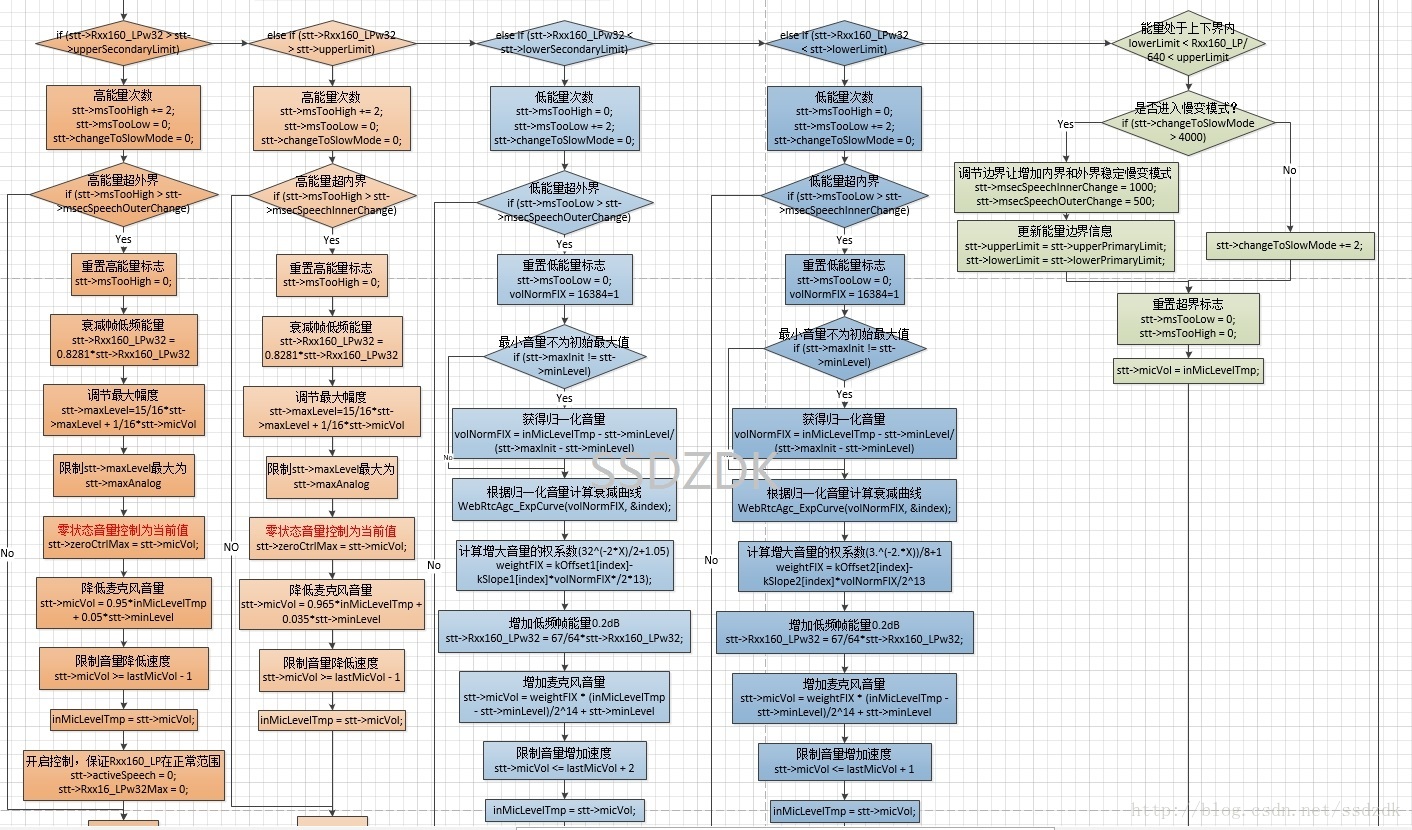 if (stt->Rxx160_LPw32 > stt-
>upperSecondaryLimit)
高能量次数
stt->msTooHigh += 2;
stt->msTooLow = 0;
stt->changeToSlowMode = 0;
高能量超外界
if (stt->msTooHigh > stt-
>msecSpeechOuterChange)
Yes
重置高能量标志
stt->msTooHigh = 0;
衰减帧低频能量
stt->Rxx160_LPw32 =
0.8281*stt->Rxx160_LPw32
调节最大幅度
stt->maxLevel=15/16*stt-
>maxLevel + 1/16*stt->micVol
限制stt->maxLevel最大为
stt->maxAnalog
零状态音量控制为当前值
stt->zeroCtrlMax = stt->micVol;
No
降低麦克风音量
stt->micVol = 0.95*inMicLevelTmp
+ 0.05*stt->minLevel
限制音量降低速度
stt->micVol >= lastMicVol - 1
inMicLevelTmp = stt->micVol;
开启控制，保证Rxx160_LP在正常范围
stt->activeSpeech = 0;
stt->Rxx16_LPw32Max = 0;
else if (stt->Rxx160_LPw32
> stt->upperLimit)
高能量次数
stt->msTooHigh += 2;
stt->msTooLow = 0;
stt->changeToSlowMode = 0;
高能量超内界
if (stt->msTooHigh > stt-
>msecSpeechInnerChange)
Yes
重置高能量标志
stt->msTooHigh = 0;
衰减帧低频能量
stt->Rxx160_LPw32 =
0.8281*stt->Rxx160_LPw32
调节最大幅度
stt->maxLevel=15/16*stt-
>maxLevel + 1/16*stt->micVol
限制stt->maxLevel最大为
stt->maxAnalog
零状态音量控制为当前值
stt->zeroCtrlMax = stt->micVol;
NO
降低麦克风音量
stt->micVol = 0.965*inMicLevelTmp +
0.035*stt->minLevel
限制音量降低速度
stt->micVol >= lastMicVol - 1
inMicLevelTmp = stt->micVol;
else if (stt->Rxx160_LPw32 <
stt->lowerSecondaryLimit)
低能量次数
stt->msTooHigh = 0;
stt->msTooLow += 2;
stt->changeToSlowMode = 0;
低能量超外界
if (stt->msTooLow > stt-
>msecSpeechOuterChange)
Yes
重置低能量标志
stt->msTooLow = 0;
volNormFIX = 16384=1
最小音量不为初始最大值
if (stt->maxInit != stt-
>minLevel)
Yes
获得归一化音量
volNormFIX = inMicLevelTmp - stt->minLevel/
(stt->maxInit - stt->minLevel)
No
根据归一化音量计算衰减曲线
WebRtcAgc_ExpCurve(volNormFIX, &index);
计算增大音量的权系数(32^(-2*X)/2+1.05)
weightFIX = kOffset1[index]-
kSlope1[index]*volNormFIX*/2*13);
No
增加低频帧能量0.2dB
stt->Rxx160_LPw32 = 67/64*stt->Rxx160_LPw32;
增加麦克风音量
stt->micVol = weightFIX * (inMicLevelTmp
- stt->minLevel)/2^14 + stt->minLevel
限制音量增加速度
stt->micVol <= lastMicVol + 2
inMicLevelTmp = stt->micVol;
else if (stt->Rxx160_LPw32
< stt->lowerLimit)
低能量次数
stt->msTooHigh = 0;
stt->msTooLow += 2;
stt->changeToSlowMode = 0;
低能量超内界
if (stt->msTooLow > stt-
>msecSpeechInnerChange)
Yes
重置低能量标志
stt->msTooLow = 0;
volNormFIX = 16384=1
最小音量不为初始最大值
if (stt->maxInit != stt-
>minLevel)
Yes
获得归一化音量
volNormFIX = inMicLevelTmp - stt->minLevel/
(stt->maxInit - stt->minLevel)
No
根据归一化音量计算衰减曲线
WebRtcAgc_ExpCurve(volNormFIX, &index);
计算增大音量的权系数(3.^(-2.*X))/8+1
weightFIX = kOffset2[index]-
kSlope2[index]*volNormFIX/2^13
No
增加低频帧能量0.2dB
stt->Rxx160_LPw32 = 67/64*stt->Rxx160_LPw32;
增加麦克风音量
stt->micVol = weightFIX * (inMicLevelTmp -
stt->minLevel)/2^14 + stt->minLevel
限制音量增加速度
stt->micVol <= lastMicVol + 1
inMicLevelTmp = stt->micVol;
能量处于上下界内
lowerLimit < Rxx160_LP/
640 < upperLimit
是否进入慢变模式？
if (stt->changeToSlowMode
> 4000)
Yes
No
调节边界让增加内界和外界稳定慢变模式
stt->msecSpeechInnerChange = 1000;
stt->msecSpeechOuterChange = 500;
更新能量边界信息
stt->upperLimit = stt->upperPrimaryLimit;
stt->lowerLimit = stt->lowerPrimaryLimit;
stt->changeToSlowMode += 2;
重置超界标志
stt->msTooLow = 0;
stt->msTooHigh = 0;
stt->micVol = inMicLevelTmp;
SSDZDK
http://blog.csdn.net/ssdzdk